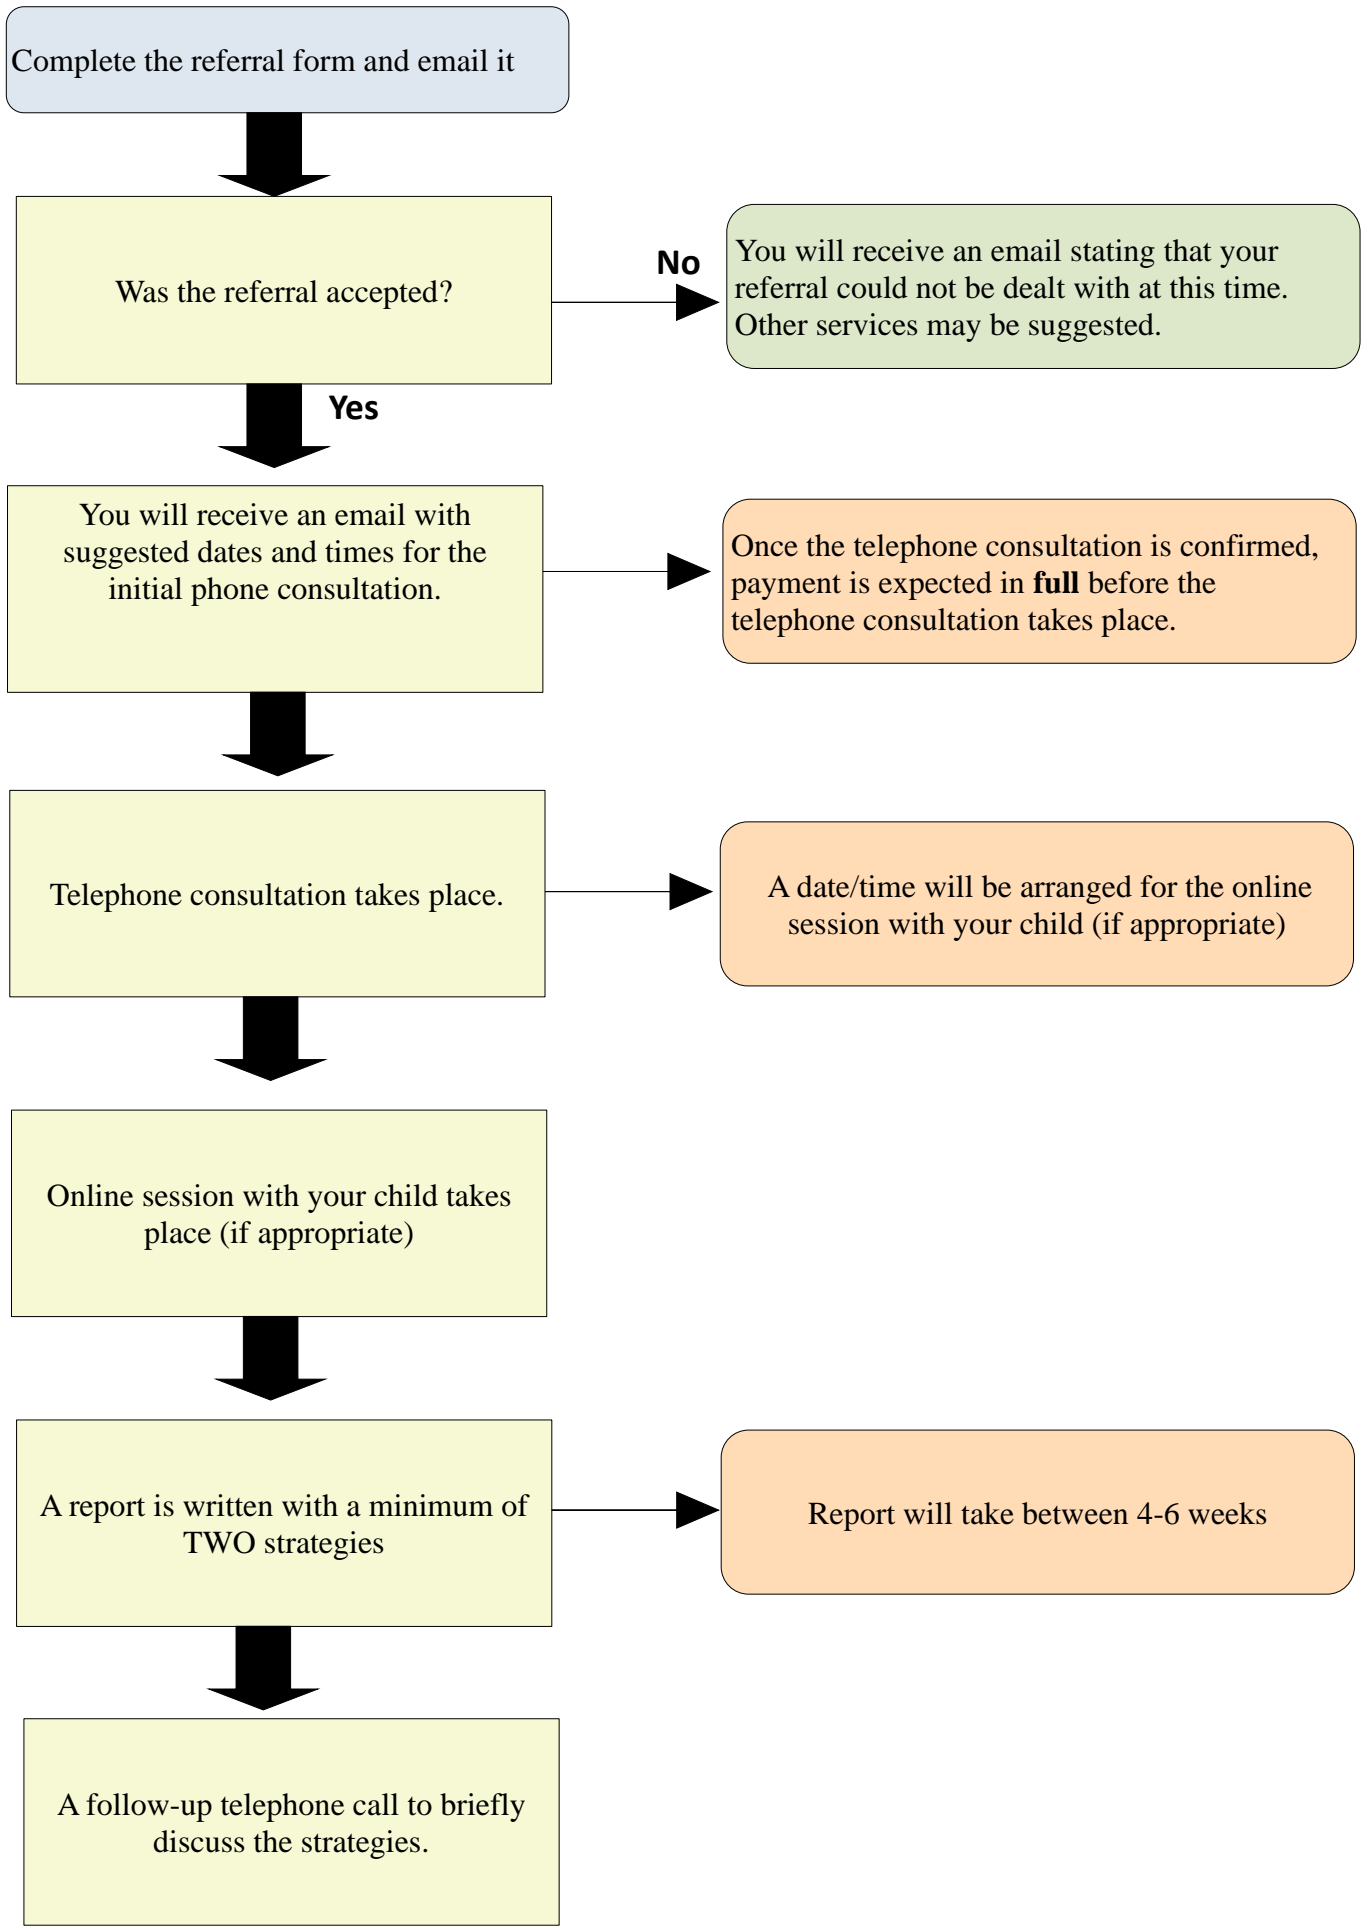 Complete the referral form and email it
Was the referral accepted?
No
You will receive an email stating that your
referral could not be dealt with at this time.
Other services may be suggested.
Yes
You will receive an email with
suggested dates and times for the
initial phone consultation.
Once the telephone consultation is confirmed,
payment is expected in full before the
telephone consultation takes place.
Telephone consultation takes place.
A date/time will be arranged for the online
session with your child (if appropriate)
Online session with your child takes
place (if appropriate)
A report is written with a minimum of
TWO strategies
Report will take between 4-6 weeks
A follow-up telephone call to briefly
discuss the strategies.